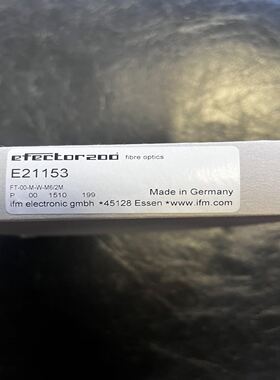 efector200 fibre optics
E21153
FT-00-M-W-M6/2M
P 00 1510 199
Made in Germany
ifm electronic gmbh *45128 Essen *www.ifm.com